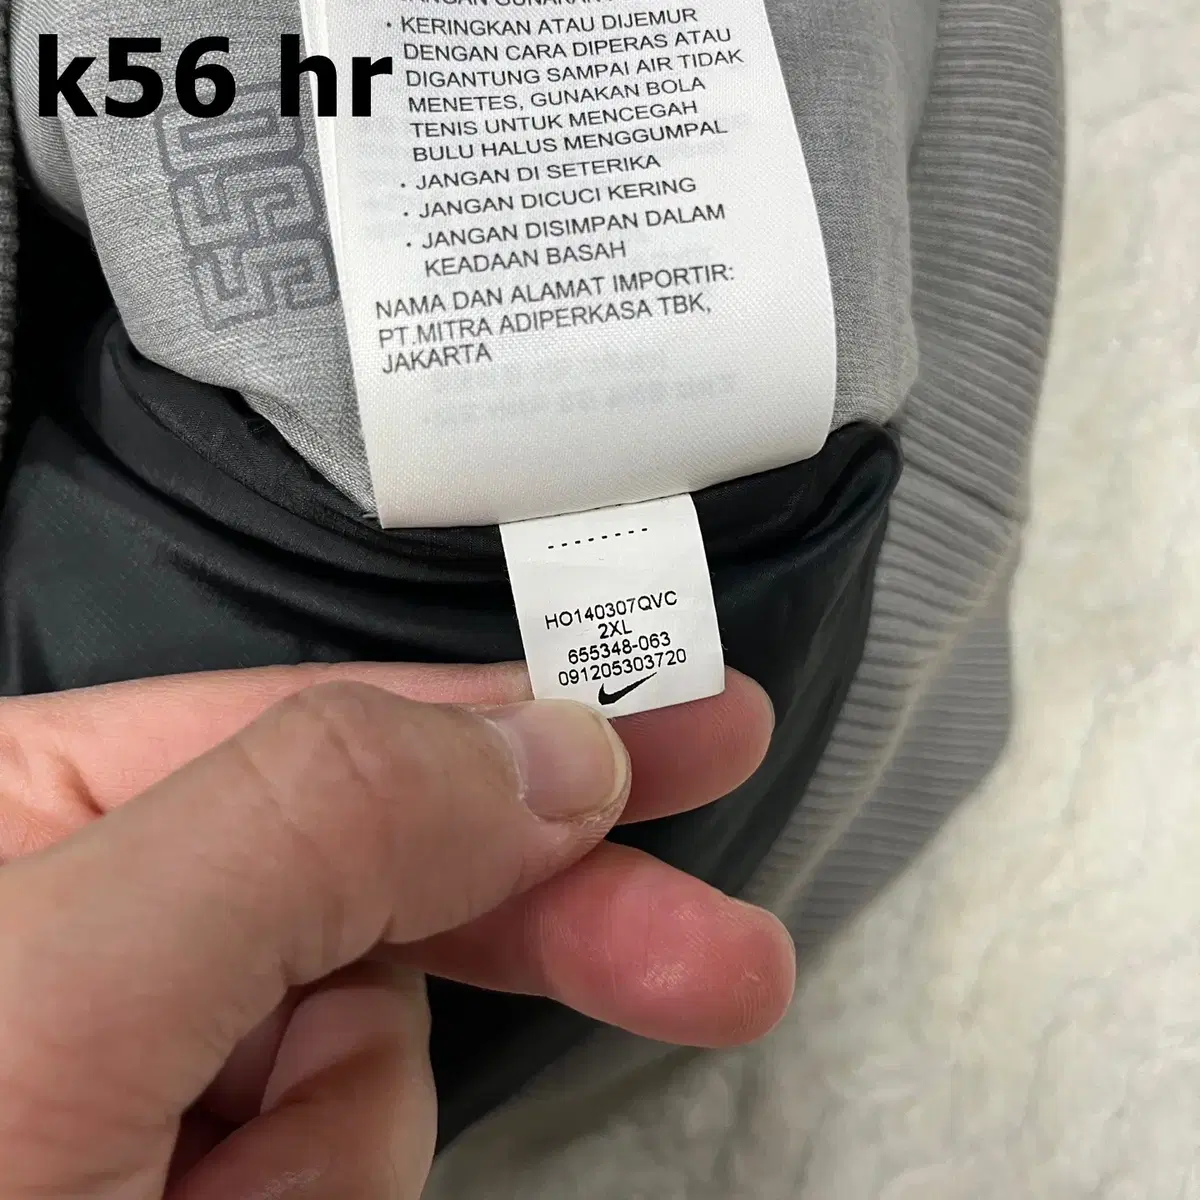 k56 hr
· KERINGKAN ATAU DIJEMUR
DENGAN CARA DIPERAS ATAU
DIGANTUNG SAMPAI AIR TIDAK
MENETES, GUNAKAN BOLA
TENIS UNTUK MENCEGAH
BULU HALUS MENGGUMPAL
· JANGAN DI SETERIKA
· JANGAN DICUCI KERING
· JANGAN DISIMPAN DALAM
KEADAAN BASAH
NAMA DAN ALAMAT IMPORTIR:
PT.MITRA ADIPERKASA TBK,
JAKARTA
HO140307QVC
2XL
655348-063
091205303720